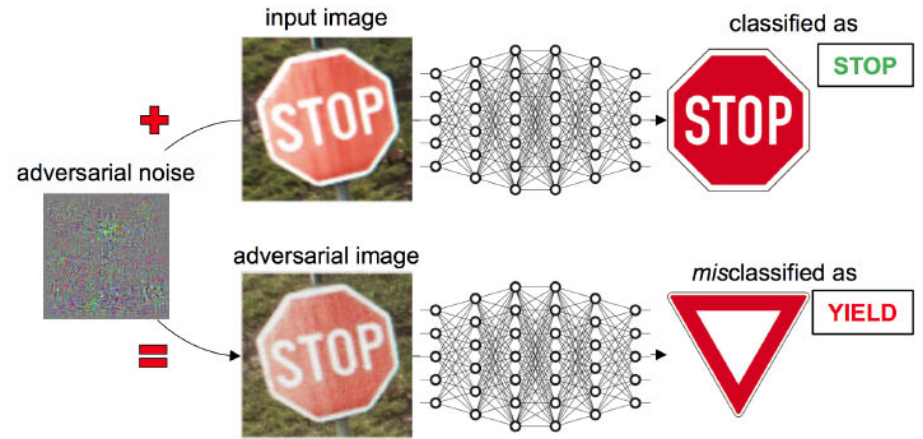 input image
classified as
STOP
STOP
STOP
adversarial noise
adversarial image
misclassified as
STOP
YIELD